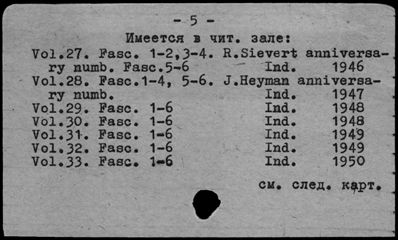 - 5 -
Имеется в чит. зале:
Vol.27. Fasc. 1-2,3-4. R.Sievert anniversa-
ry numb. Fasc.5-6 Ind. 1946
Vol.28. Fasc.1-4, 5-6. J.Heyman anniversa-
ry numb. Ind. 1947
Vol.29. Fasc. 1-6 Ind. 1948
Vol.30. Fasc. 1-6 Ind. 1948
Vol.31. Fasc. 1-6 Ind. 1949
Vol.32. Fasc. 1-6 Ind. 1949
Vol.33. Fasc. 1-6 Ind. 1950
см. след. карт.